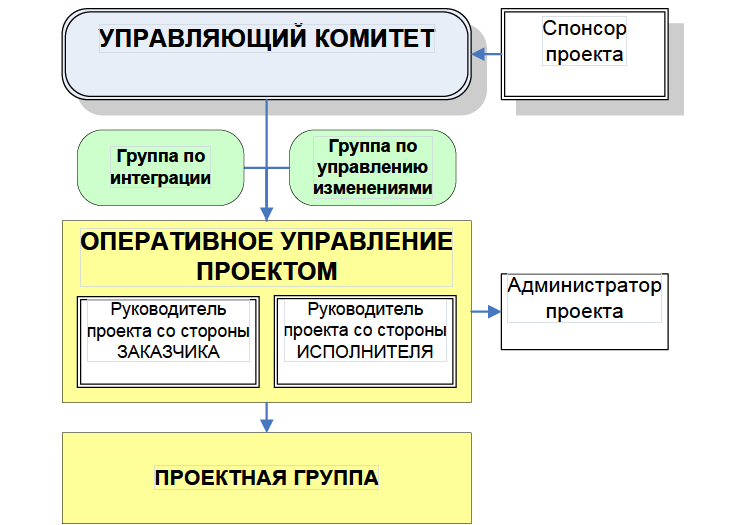 УПРАВЛЯЮЩИЙ КОМИТЕТ
Спонсор
проекта
Группа по
интеграции
Группа по
управлению
изменениями
ОПЕРАТИВНОЕ УПРАВЛЕНИЕ
ПРОЕКТОМ
Руководитель
проекта со стороны
ЗАКАЗЧИКА
Руководитель
проекта со стороны
ИСПОЛНИТЕЛЯ
Администратор
проекта
ПРОЕКТНАЯ ГРУППА